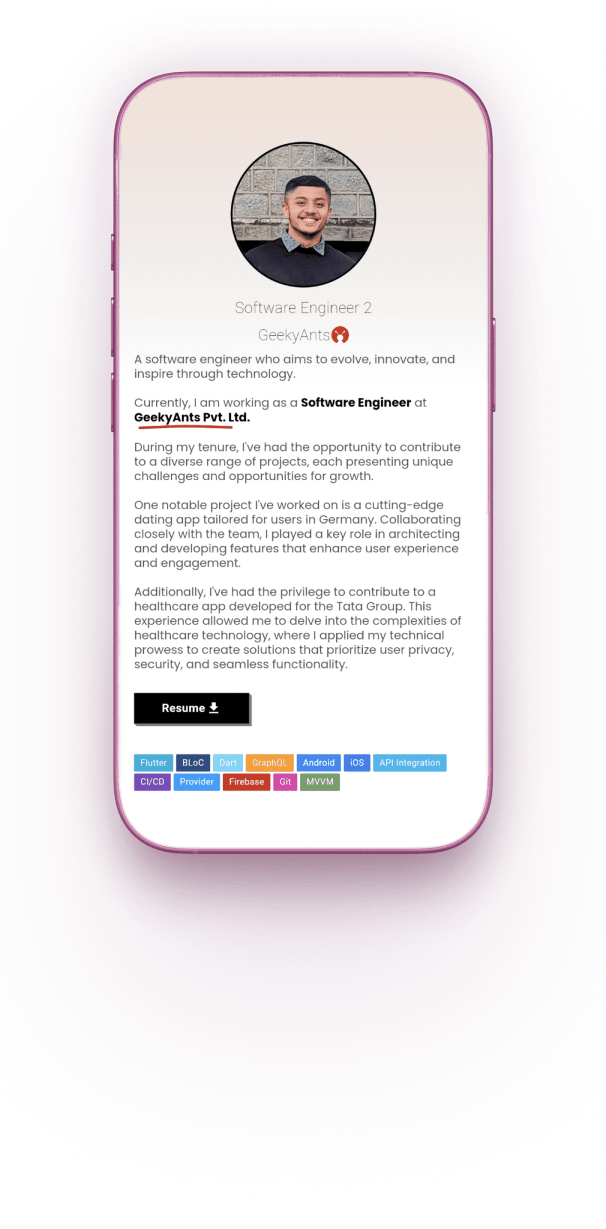 Software Engineer 2
GeekyAnts
A software engineer who aims to evolve, innovate, and
inspire through technology.
Currently, I am working as a Software Engineer at
GeekyAnts Pvt. Ltd.
During my tenure, I've had the opportunity to contribute
to a diverse range of projects, each presenting unique
challenges and opportunities for growth.
One notable project I've worked on is a cutting-edge
dating app tailored for users in Germany. Collaborating
closely with the team, I played a key role in architecting
and developing features that enhance user experience
and engagement.
Additionally, I've had the privilege to contribute to a
healthcare app developed for the Tata Group. This
experience allowed me to delve into the complexities of
healthcare technology, where I applied my technical
prowess to create solutions that prioritize user privacy,
security, and seamless functionality.
Resume
Flutter BLoC Dart GraphQL Android iOS API Integration
CI/CD Provider Firebase Git MVVM